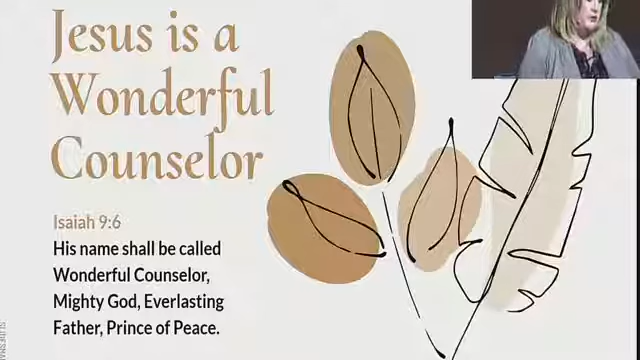 Jesus is a
Wonderful
Counselor
Isaiah 9:6
His name shall be called
Wonderful Counselor,
Mighty God, Everlasting
Father, Prince of Peace.